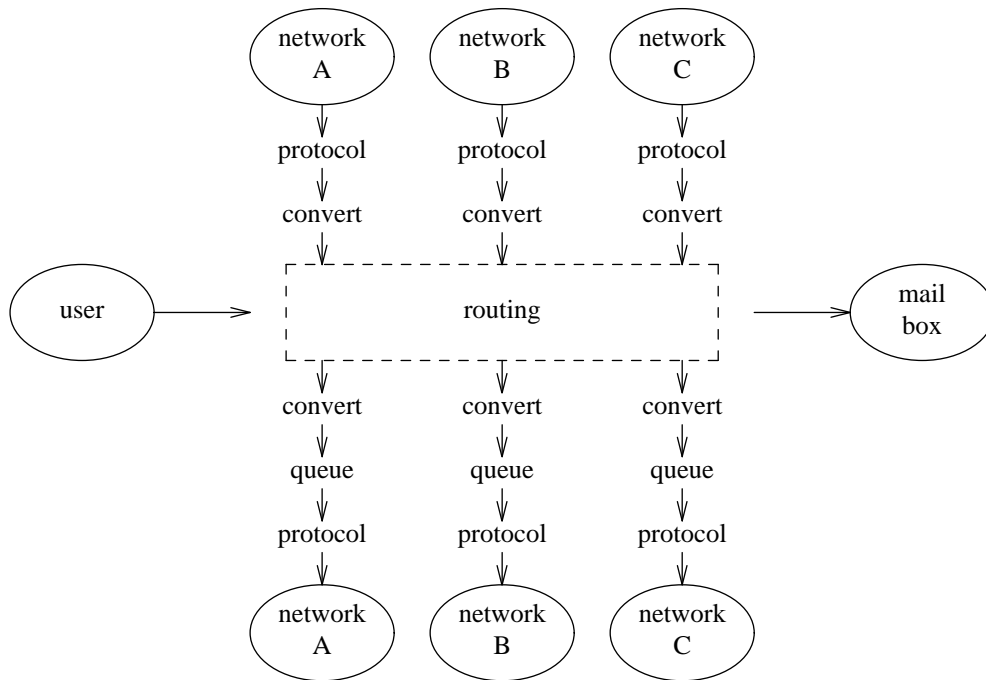 network network network
A B C
protocol protocol protocol
convert convert convert
user routing mail
box
convert convert convert
queue queue queue
protocol protocol protocol
network network network
A B C